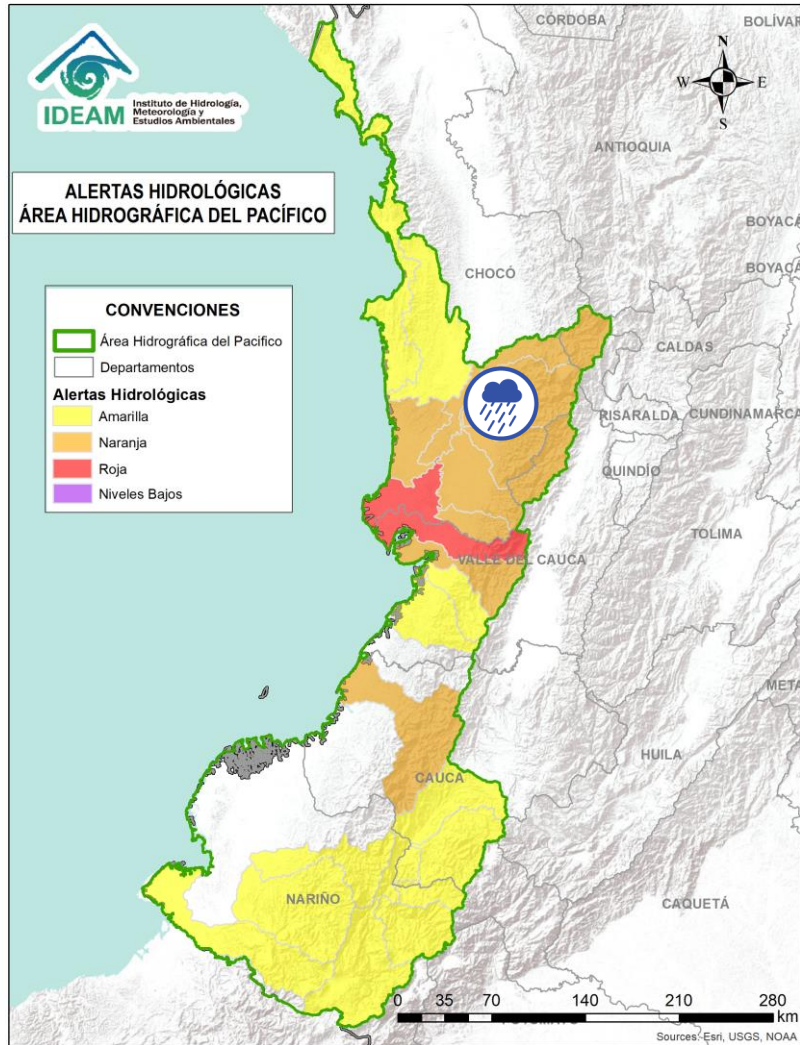 IDEAM
Instituto de Hidrología,
Meteorología y
Estudios Ambientales
ALERTAS HIDROLÓGICAS
ÁREA HIDROGRÁFICA DEL PACÍFICO
CONVENCIONES
Área Hidrográfica del Pacifico
Departamentos
Alertas Hidrológicas
Amarilla
Naranja
Roja
Niveles Bajos
N
W E
S
CÓRDOBA
BOLÍVAR
ANTIOQUIA
BOYACÁ
BOYACÁ
CHOCÓ
CALDAS
RISARALDA
CUNDINAMARCA
QUINDÍO
TOLIMA
VALLE DEL CAUCA
META
HUILA
CAUCA
NARIÑO
CAQUETÁ
0 35 70 140 210 280
km
Sources: Esri, USGS, NOAA